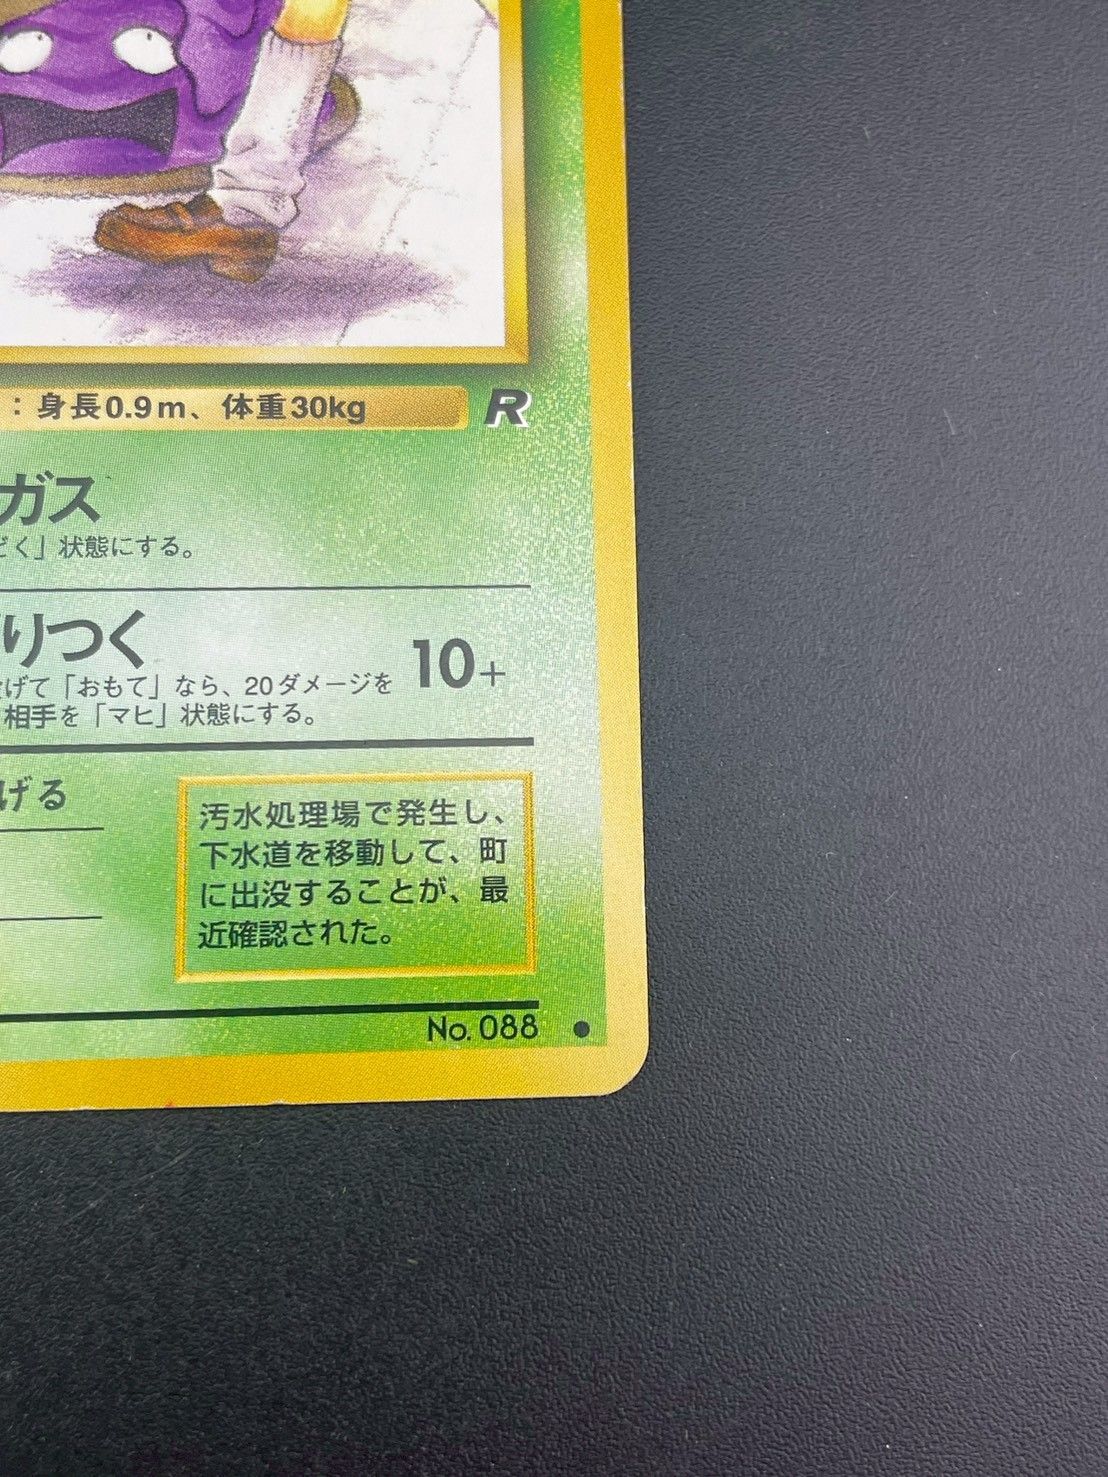 ：身長0.9m、体重30kg R
ガス
どく」状態にする。
りつく 10+
げて「おもて」なら、20ダメージを
相手を「マヒ」状態にする。
げる
汚水処理場で発生し、
下水道を移動して、町
に出没することが、最
近確認された。
No. 088 ●